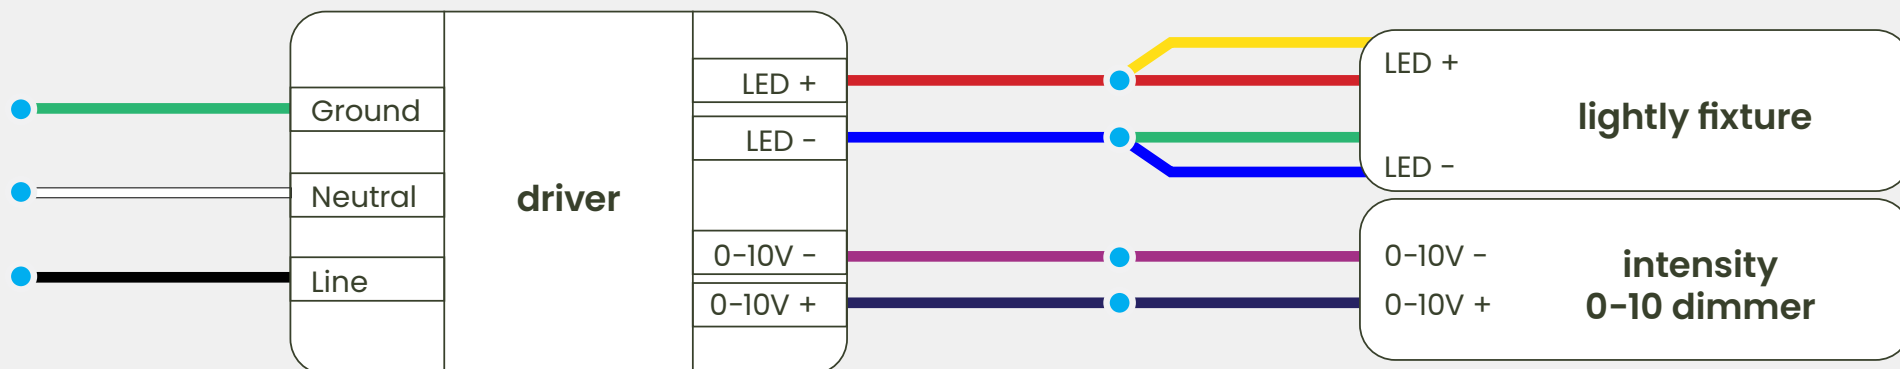 Ground
Neutral
Line
driver
LED +
LED -
0-10V -
0-10V +
LED +
LED -
lightly fixture
0-10V -
0-10V +
intensity
0-10 dimmer